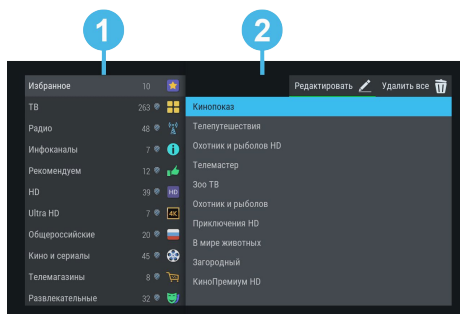 1
2
Редактировать
Удалить все
Избранное 10
ТВ 263
Радио 48
Инфоканалы 7
Рекомендуем 12
HD 39 HD
Ultra HD 7 4K
Общероссийские 20
Кино и сериалы 45
Телемагазины 8
Развлекательные 32
Кинопоказ
Телепутешествия
Охотник и рыболов HD
Телемастер
Зоо ТВ
Охотник и рыболов
Приключения HD
В мире животных
Загородный
КиноПремиум HD